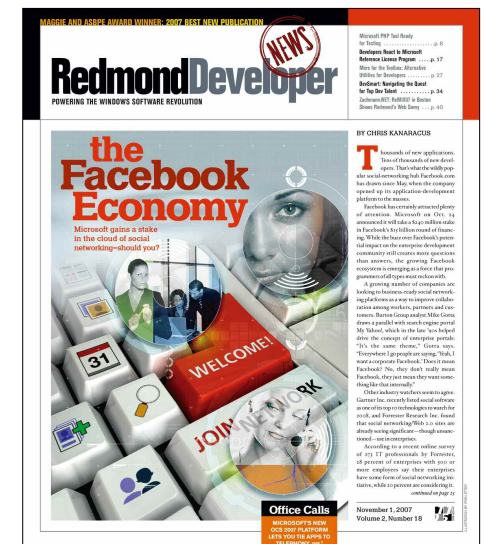 MAGGIE AND ASBPE AWARD WINNER: 2007 BEST NEW PUBLICATION
NEWS
RedmondDeveloper
POWERING THE WINDOWS SOFTWARE REVOLUTION
Microsoft PHP Tool Ready
for Testing .................... p. 8
Developers React to Microsoft
Reference License Program .... p. 17
More for the Toolbox: Alternative
Utilities for Developers ......... p. 27
DevSmart: Navigating the Quest
for Top Dev Talent ............ p. 34
Zachmann.NET: ReMIX07 in Boston
Shows Redmond's Web Savvy ... p. 40
the
Facebook
Economy
Microsoft gains a stake
in the cloud of social
networking–should you?
31
WELCOME!
JOIN
NETWORK
Office Calls
MICROSOFT'S NEW
OCS 2007 PLATFORM
LETS YOU TIE APPS TO
BY CHRIS KANARACUS
Thousands of new applications.
Tens of thousands of new devel-
opers. That's what the wildly pop-
ular social-networking hub Facebook.com
has drawn since May, when the company
opened up its application-development
platform to the masses.
Facebook has certainly attracted plenty
of attention. Microsoft on Oct. 24
announced it will take a $240 million stake
in Facebook's $15 billion round of financ-
ing. While the buzz over Facebook's poten-
tial impact on the enterprise development
community still creates more questions
than answers, the growing Facebook
ecosystem is emerging as a force that pro-
grammers of all types must reckon with.
A growing number of companies are
looking to business-ready social network-
ing platforms as a way to improve collabo-
ration among workers, partners and cus-
tomers. Burton Group analyst Mike Gotta
draws a parallel with search engine portal
My Yahoo!, which in the late '90s helped
drive the concept of enterprise portals.
"It's the same theme," Gotta says.
"Everywhere I go people are saying, 'Yeah, I
want a corporate Facebook.' Does it mean
Facebook? No, they don't really mean
Facebook, they just mean they want some-
thing like that internally."
Other industry watchers seem to agree.
Gartner Inc. recently listed social software
as one of its top 10 technologies to watch for
2008, and Forrester Research Inc. found
that social networking/Web 2.0 sites are
already seeing significant—though unsanc-
tioned—use in enterprises.
According to a recent online survey
of 273 IT professionals by Forrester,
28 percent of enterprises with 500 or
more employees say their enterprises
have some form of social networking ini-
tiative, while 20 percent are considering it.
continued on page 25
November 1, 2007
Volume 2, Number 18